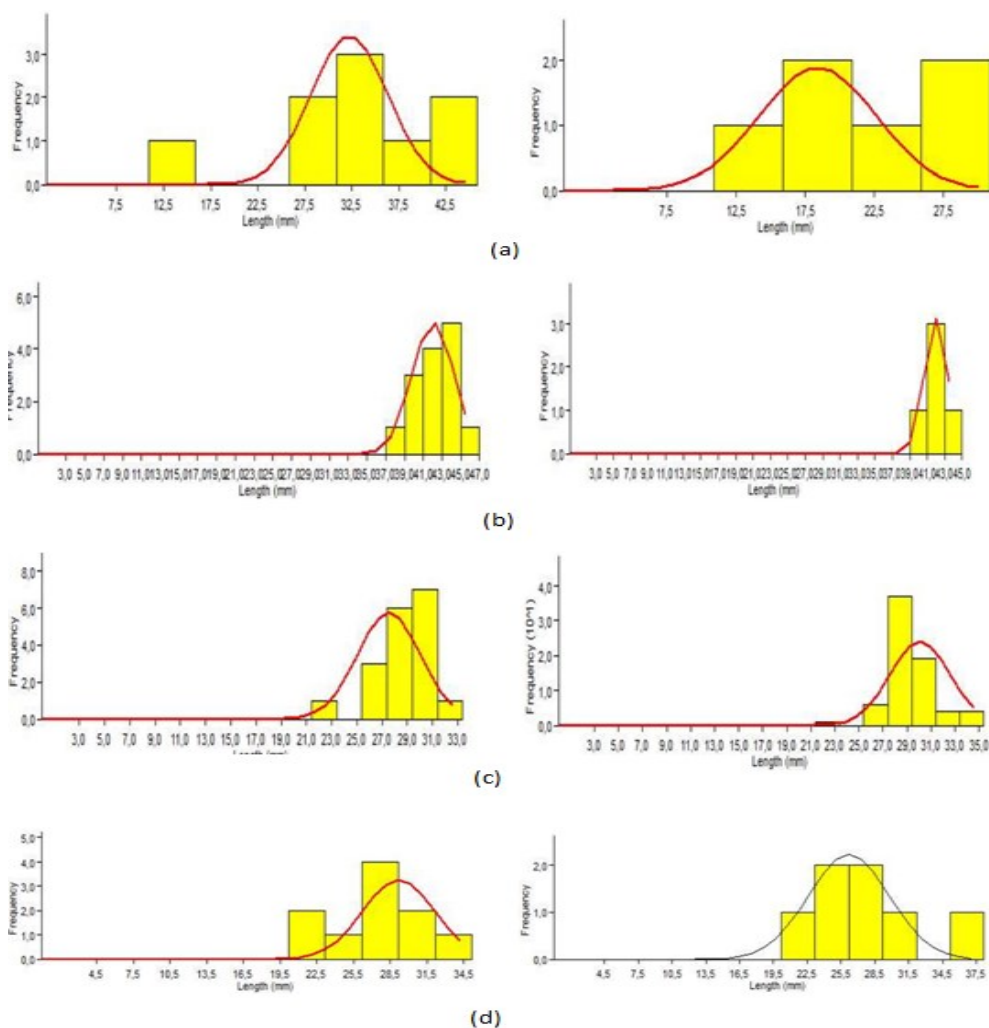 Frequency
3,0
2,0
1,0
0,0
7,5 12,5 17,5 22,5 27,5 32,5 37,5 42,5
Length (mm)
Frequency
2,0
1,0
0,0
7,5 12,5 17,5 22,5 27,5
Length (mm)
(a)
Frequency
6,0
4,0
2,0
0,0
3,0 5,0 7,0 9,0 11,013,015,017,019,021,023,025,027,029,031,033,035,037,039,041,043,045,047,0
Length (mm)
Frequency
3,0
2,0
1,0
0,0
3,0 5,0 7,0 9,0 11,013,015,017,019,021,023,025,027,029,031,033,035,037,039,041,043,045,0
Length (mm)
(b)
Frequency
8,0
6,0
4,0
2,0
0,0
3,0 5,0 7,0 9,0 11,0 13,0 15,0 17,0 19,0 21,0 23,0 25,0 27,0 29,0 31,0 33,0
Length (mm)
Frequency (10^1)
4,0
3,0
2,0
1,0
0,0
3,0 5,0 7,0 9,0 11,0 13,0 15,0 17,0 19,0 21,0 23,0 25,0 27,0 29,0 31,0 33,0 35,0
Length (mm)
(c)
Frequency
5,0
4,0
3,0
2,0
1,0
0,0
4,5 7,5 10,5 13,5 16,5 19,5 22,5 25,5 28,5 31,5 34,5
Length (mm)
Frequency
2,0
1,0
0,0
4,5 7,5 10,5 13,5 16,5 19,5 22,5 25,5 28,5 31,5 34,5 37,5
Length (mm)
(d)